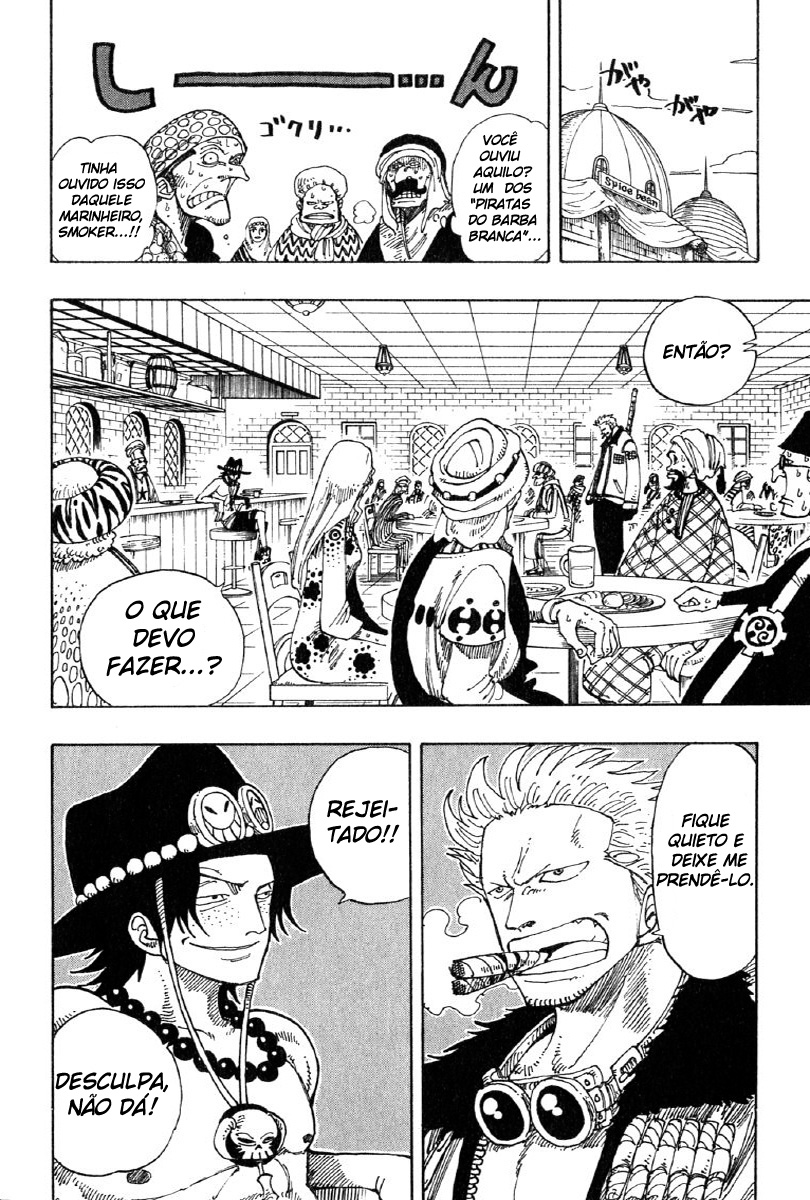 ガヤ
ガヤ
Spice Bean
しーん
ゴクリ…
VOCÊ
OUVIU
AQUILO?
UM DOS
"PIRATAS
DO BARBA
BRANCA"...
TINHA
OUVIDO ISSO
DAQUELE
MARINHEIRO,
SMOKER...!!
ENTÃO?
O QUE
DEVO
FAZER...?
FIQUE
QUIETO E
DEIXE ME
PRENDÊ-LO.
REJEI-
TADO!!
DESCULPA,
NÃO DÁ!